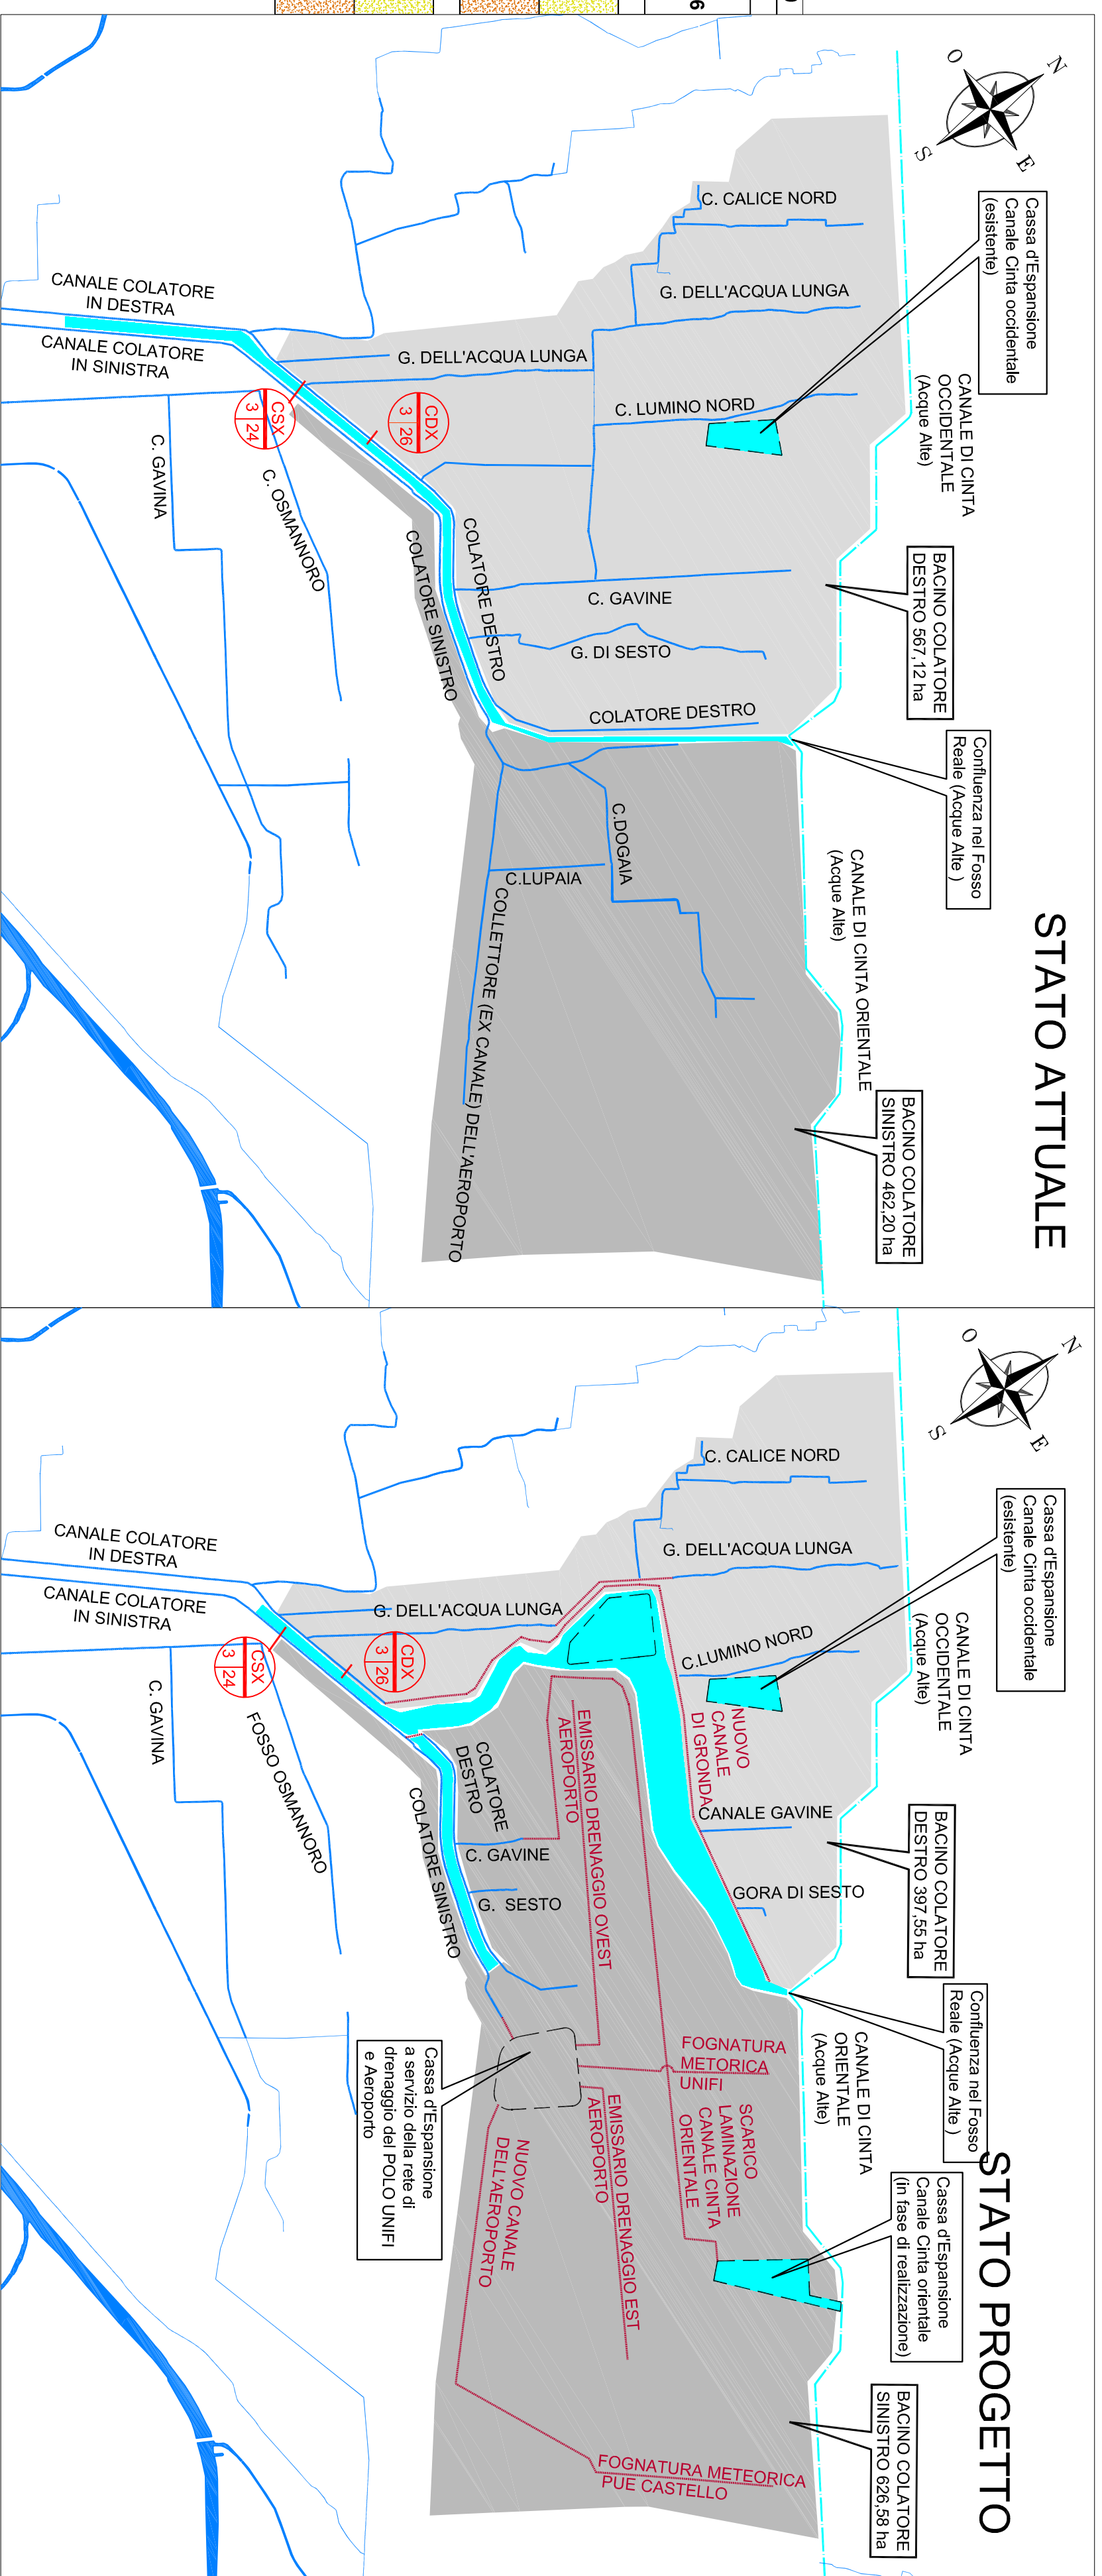 6
STATO ATTUALE
N
E
S
O
Cassa d'Espansione
Canale Cinta occidentale
(esistente)
CANALE DI CINTA
OCCIDENTALE
(Acque Alte)
BACINO COLATORE
DESTRO 567,12 ha
Confluenza nel Fosso
Reale (Acque Alte )
CANALE DI CINTA ORIENTALE
(Acque Alte)
BACINO COLATORE
SINISTRO 462,20 ha
C. CALICE NORD
G. DELL'ACQUA LUNGA
C. LUMINO NORD
G. DELL'ACQUA LUNGA
C. GAVINE
G. DI SESTO
COLATORE DESTRO
C.DOGAIA
C.LUPAIA
COLLETTORE (EX CANALE) DELL'AEROPORTO
COLATORE DESTRO
COLATORE SINISTRO
CDX
3 26
CSX
3 24
CANALE COLATORE
IN DESTRA
CANALE COLATORE
IN SINISTRA
C. GAVINA
C. OSMANNORO
STATO PROGETTO
N
E
S
O
Cassa d'Espansione
Canale Cinta occidentale
(esistente)
CANALE DI CINTA
OCCIDENTALE
(Acque Alte)
BACINO COLATORE
DESTRO 397,55 ha
Confluenza nel Fosso
Reale (Acque Alte )
CANALE DI CINTA
ORIENTALE
(Acque Alte)
Cassa d'Espansione
Canale Cinta orientale
(in fase di realizzazione)
BACINO COLATORE
SINISTRO 626,58 ha
C. CALICE NORD
G. DELL'ACQUA LUNGA
C.LUMINO NORD
NUOVO
CANALE
DI GRONDA
CANALE GAVINE
GORA DI SESTO
G. DELL'ACQUA LUNGA
EMISSARIO DRENAGGIO OVEST
AEROPORTO
FOGNATURA
METORICA
UNIFI
SCARICO
LAMINAZIONE
CANALE CINTA
ORIENTALE
EMISSARIO DRENAGGIO EST
AEROPORTO
NUOVO CANALE
DELL'AEROPORTO
FOGNATURA METEORICA
PUE CASTELLO
COLATORE
DESTRO
C. GAVINE
G. SESTO
COLATORE SINISTRO
Cassa d'Espansione
a servizio della rete di
drenaggio del POLO UNIFI
e Aeroporto
CDX
3 26
CSX
3 24
CANALE COLATORE
IN DESTRA
CANALE COLATORE
IN SINISTRA
C. GAVINA
FOSSO OSMANNORO